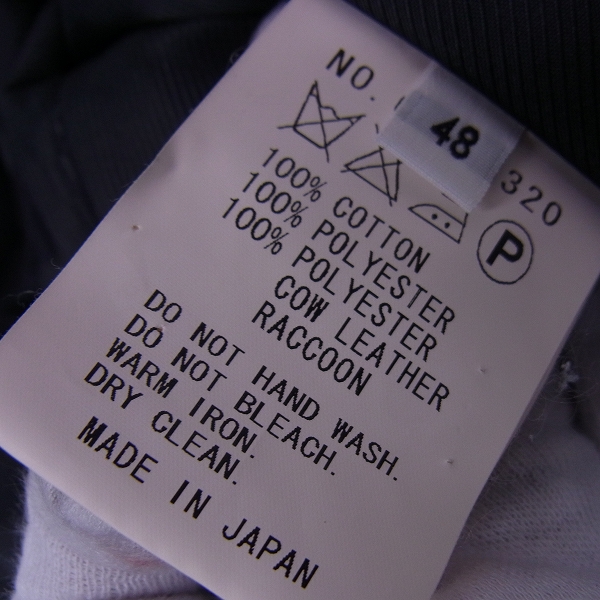 NO.
48
320
P
100% COTTON
100% POLYESTER
100% POLYESTER
COW LEATHER
RACCOON
DO NOT HAND WASH.
DO NOT BLEACH.
WARM IRON.
DRY CLEAN.
MADE IN JAPAN